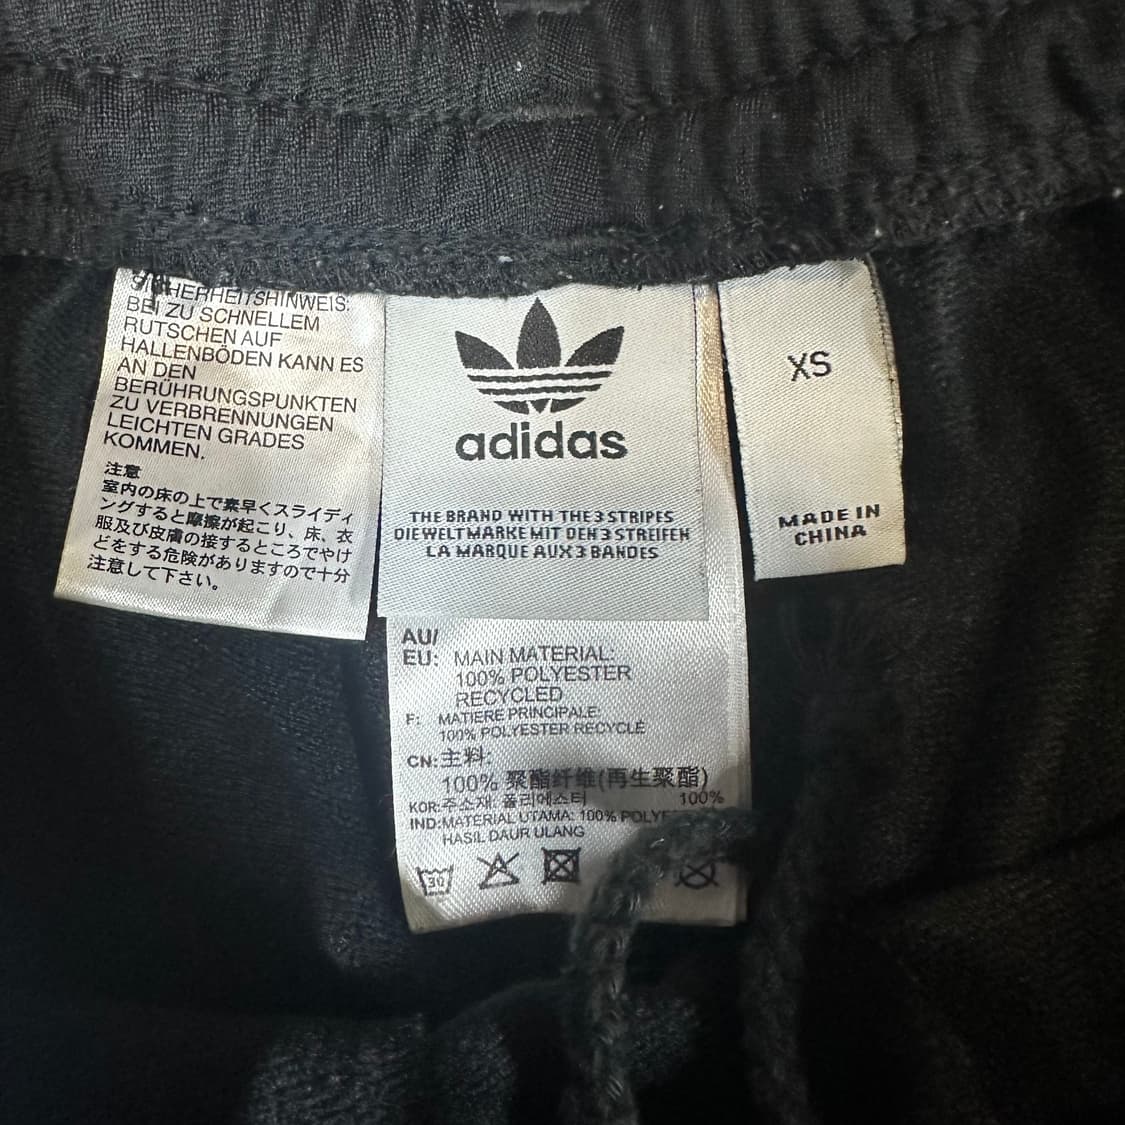 SICHERHEITSHINWEIS:
BEI ZU SCHNELLEM
RUTSCHEN AUF
HALLENBÖDEN KANN ES
AN DEN
BERÜHRUNGSPUNKTEN
ZU VERBRENNUNGEN
LEICHTEN GRADES
KOMMEN.
注意
室内の床の上で素早くスライディ
ングすると摩擦が起こり、床、衣
服及び皮膚の接するところでやけ
どをする危険がありますので十分
注意して下さい。
adidas
THE BRAND WITH THE 3 STRIPES
DIE WELTMARKE MIT DEN 3 STREIFEN
LA MARQUE AUX 3 BANDES
AU/
EU: MAIN MATERIAL:
100% POLYESTER
RECYCLED
F: MATIERE PRINCIPALE:
100% POLYESTER RECYCLÉ
CN: 主料:
100% 聚酯纤维(再生聚酯)
KOR: 주소재: 폴리에스터 100%
IND: MATERIAL UTAMA: 100%
HASIL DAUR ULANG
30
XS
MADE IN
CHINA